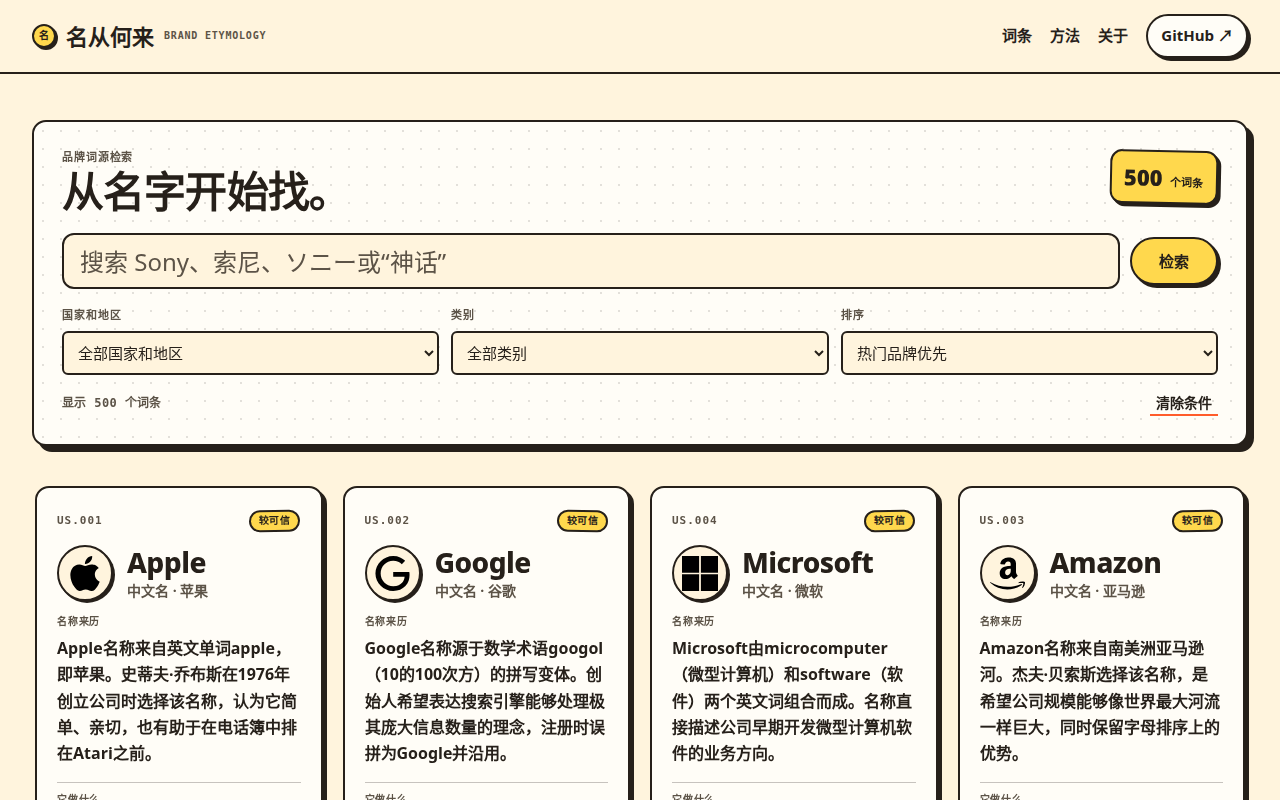 名 名从何来 BRAND ETYMOLOGY 词条 方法 关于 GitHub ↗
品牌词源检索
从名字开始找。
500 个词条
搜索 Sony、索尼、ソニー或“神话” 检索
国家和地区 类别 排序
全部国家和地区 全部类别 热门品牌优先
显示 500 个词条 清除条件
US.001 较可信
Apple
中文名 · 苹果
名称来历
Apple名称来自英文单词apple，
即苹果。史蒂夫·乔布斯在1976年
创立公司时选择该名称，认为它简
单、亲切，也有助于在电话簿中排
在Atari之前。
它做什么
US.002 较可信
Google
中文名 · 谷歌
名称来历
Google名称源于数学术语googol
（10的100次方）的拼写变体。创
始人希望表达搜索引擎能够处理极
其庞大信息数量的理念，注册时误
拼为Google并沿用。
它做什么
US.004 较可信
Microsoft
中文名 · 微软
名称来历
Microsoft由microcomputer
（微型计算机）和software（软
件）两个英文词组合而成。名称直
接描述公司早期开发微型计算机软
件的业务方向。
它做什么
US.003 较可信
Amazon
中文名 · 亚马逊
名称来历
Amazon名称来自南美洲亚马逊
河。杰夫·贝索斯选择该名称，是
希望公司规模能够像世界最大河流
一样巨大，同时保留字母排序上的
优势。
它做什么